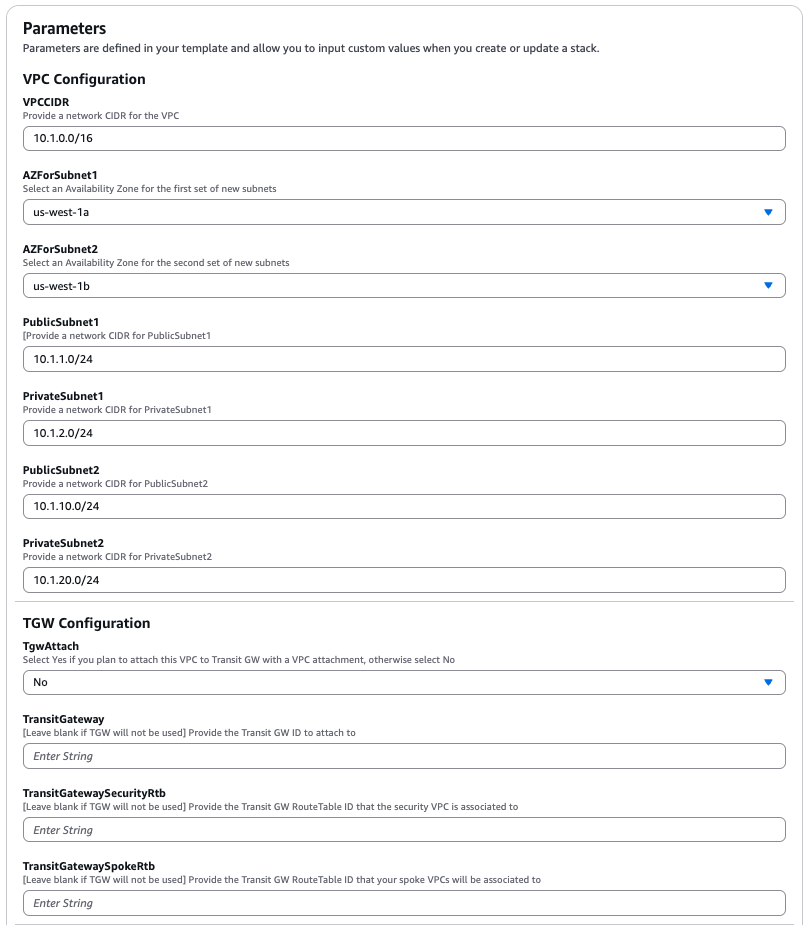 Parameters
Parameters are defined in your template and allow you to input custom values when you create or update a stack.
VPC Configuration
VPCCIDR
Provide a network CIDR for the VPC
10.1.0.0/16
AZForSubnet1
Select an Availability Zone for the first set of new subnets
us-west-1a
AZForSubnet2
Select an Availability Zone for the second set of new subnets
us-west-1b
PublicSubnet1
[Provide a network CIDR for PublicSubnet1
10.1.1.0/24
PrivateSubnet1
Provide a network CIDR for PrivateSubnet1
10.1.2.0/24
PublicSubnet2
Provide a network CIDR for PublicSubnet2
10.1.10.0/24
PrivateSubnet2
Provide a network CIDR for PrivateSubnet2
10.1.20.0/24
TGW Configuration
TgwAttach
Select Yes if you plan to attach this VPC to Transit GW with a VPC attachment, otherwise select No
No
TransitGateway
[Leave blank if TGW will not be used] Provide the Transit GW ID to attach to
Enter String
TransitGatewaySecurityRtb
[Leave blank if TGW will not be used] Provide the Transit GW RouteTable ID that the security VPC is associated to
Enter String
TransitGatewaySpokeRtb
[Leave blank if TGW will not be used] Provide the Transit GW RouteTable ID that your spoke VPCs will be associated to
Enter String